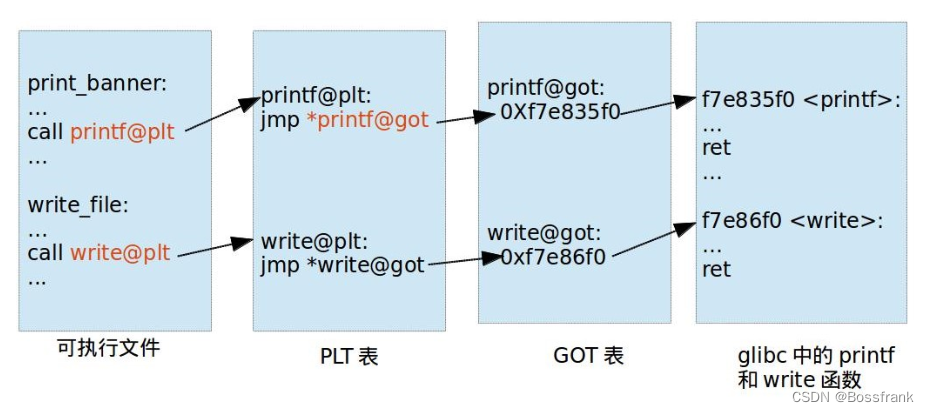 print_banner:
...
call printf@plt
...
write_file:
...
call write@plt
...
可执行文件
printf@plt:
jmp *printf@got
write@plt:
jmp *write@got
PLT 表
printf@got:
0Xf7e835f0
write@got:
0xf7e86f0
GOT 表
f7e835f0 <printf>:
...
ret
...
f7e86f0 <write>:
...
ret
glibc 中的 printf
和 write 函数
CSDN @Bossfrank